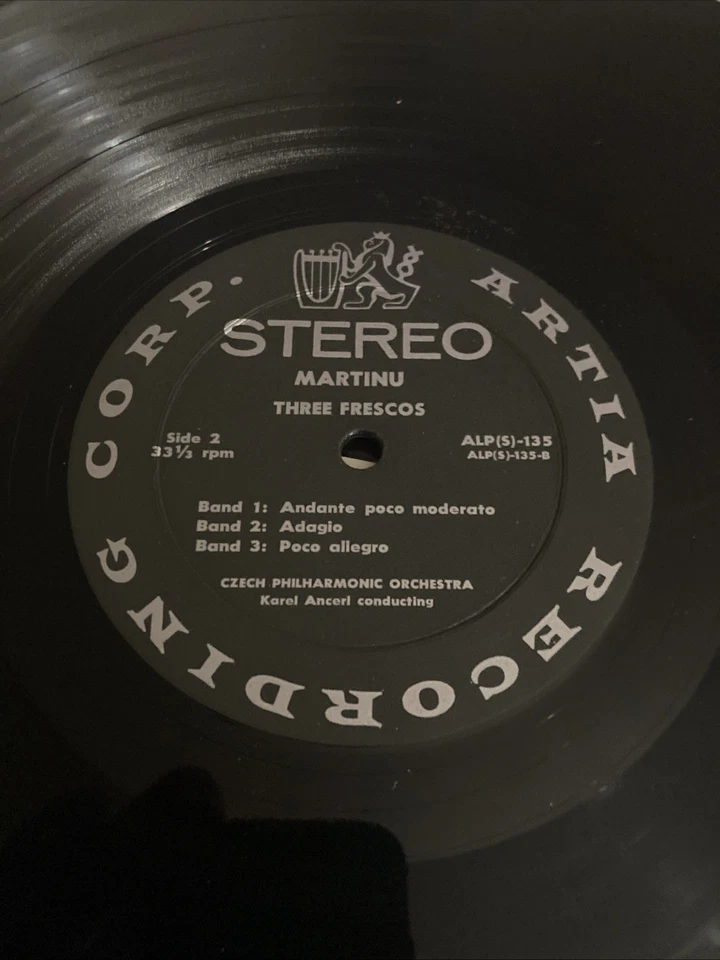 ARTIA RECORDING CORP.
STEREO
MARTINU
THREE FRESCOS
Side 2
33⅓ rpm
ALP(S)-135
ALP(S)-135-B
Band 1: Andante poco moderato
Band 2: Adagio
Band 3: Poco allegro
CZECH PHILHARMONIC ORCHESTRA
Karel Ancerl conducting